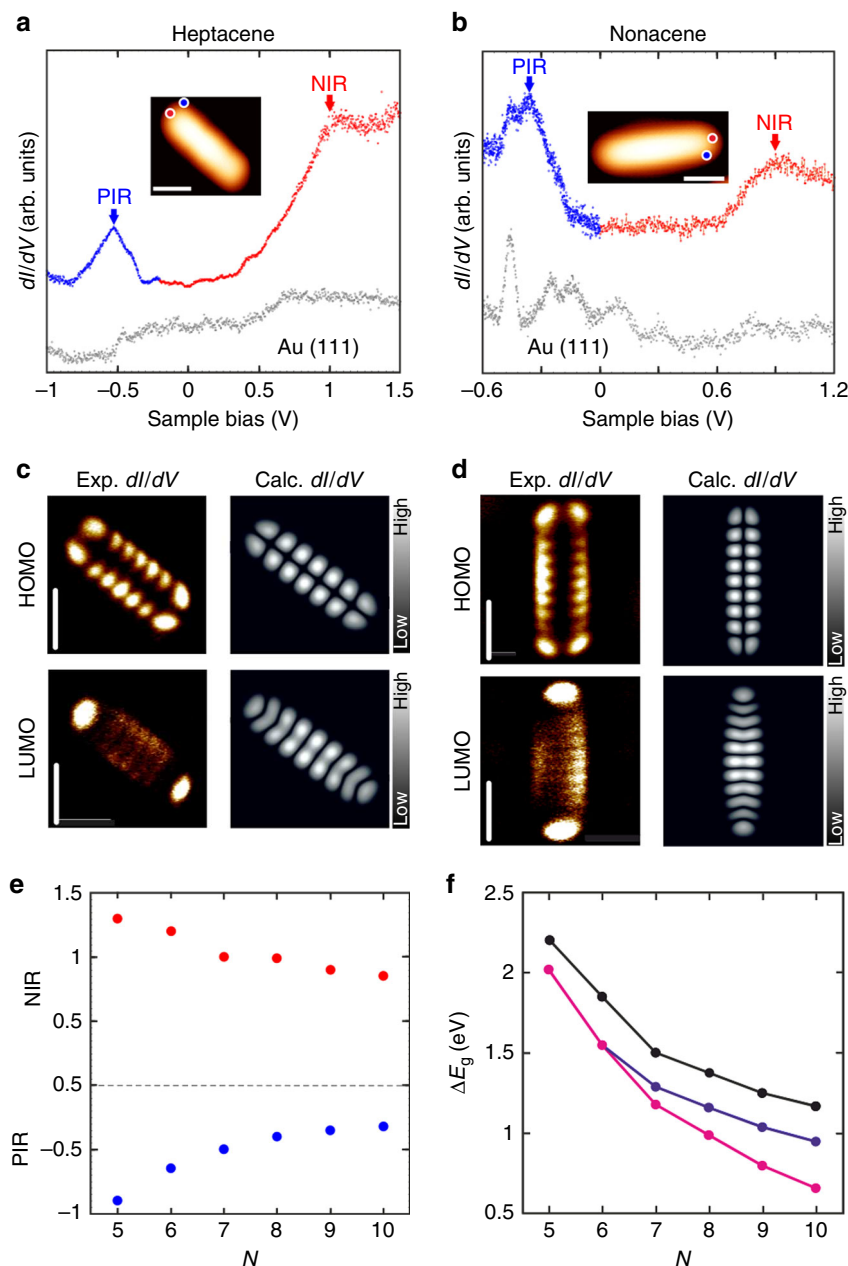 a
Heptacene
dI/dV (arb. units)
PIR
NIR
Au (111)
−1 −0.5 0 0.5 1 1.5
Sample bias (V)
b
Nonacene
dI/dV (arb. units)
PIR
NIR
Au (111)
−0.6 0 0.6 1.2
Sample bias (V)
c
Exp. dI/dV
Calc. dI/dV
HOMO
High
Low
LUMO
High
Low
d
Exp. dI/dV
Calc. dI/dV
HOMO
High
Low
LUMO
High
Low
e
1.5
1
0.5
0.5
−0.5
−1
NIR
PIR
5 6 7 8 9 10
N
f
2.5
2
1.5
1
0.5
ΔEg (eV)
5 6 7 8 9 10
N